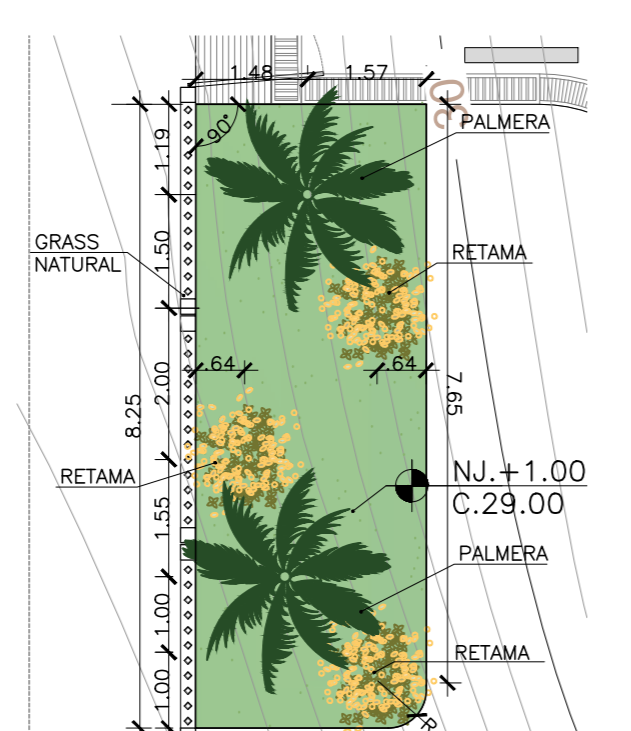 1.48
1.57
PALMERA
90°
1.19
GRASS
NATURAL
1.50
RETAMA
.64
.64
2.00
8.25
7.65
RETAMA
NJ.+1.00
C.29.00
1.55
PALMERA
1.00
RETAMA
1.00
R